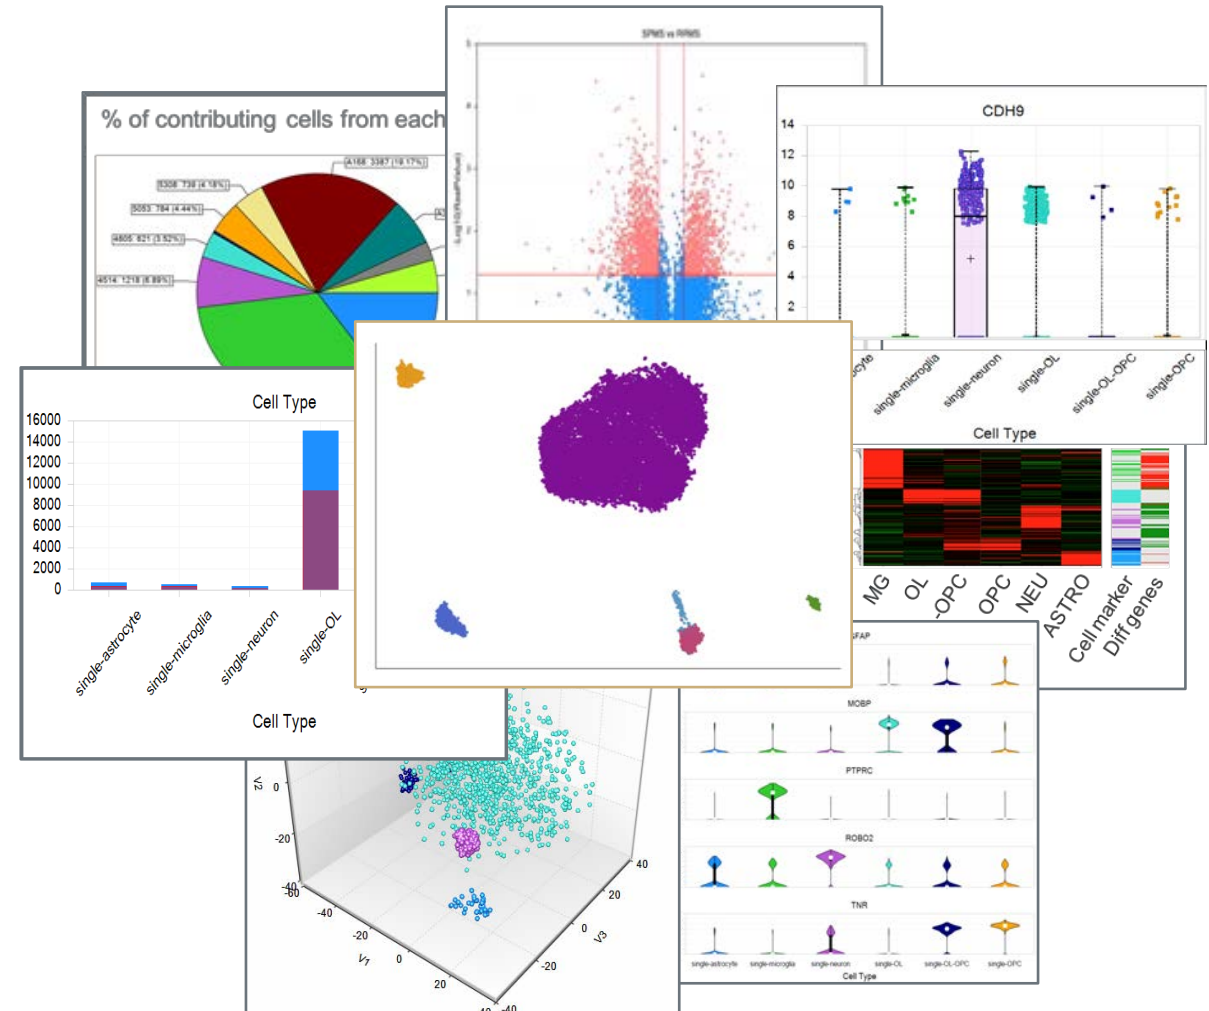 SPMS vs RRMS
% of contributing cells from each
A168: 3387 (19.17%)
5308: 739 (4.18%)
5053: 784 (4.44%)
4605: 621 (3.52%)
4514: 1218 (6.89%)
-Log10(RawPValue)
CDH9
14
12
10
8
6
4
2
single-microglia
single-neuron
single-OL
single-OL-OPC
single-OPC
Cell Type
Cell Type
16000
14000
12000
10000
8000
6000
4000
2000
0
single-astrocyte
single-microglia
single-neuron
single-OL
Cell Type
MG
OL
-OPC
OPC
NEU
ASTRO
Cell marker
Diff genes
MOBP
PTPRC
ROBO2
TNR
single-astrocyte
single-microglia
single-neuron
single-OL
single-OL-OPC
single-OPC
Cell Type
V2
0
-20
-40
-40
-20
0
20
V1
40
20
0
-20
-40
V3